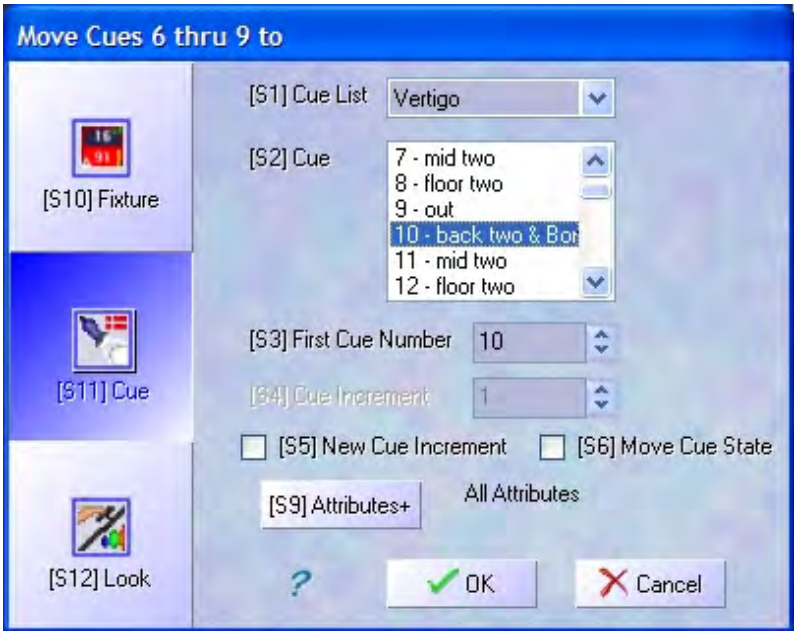 Move Cues 6 thru 9 to
[S10] Fixture
[S11] Cue
[S12] Look
[S1] Cue List Vertigo
[S2] Cue
7 - mid two
8 - floor two
9 - out
10 - back two & Bor
11 - mid two
12 - floor two
[S3] First Cue Number 10
[S4] Cue Increment 1
[S5] New Cue Increment [S6] Move Cue State
[S9] Attributes+ All Attributes
? OK Cancel